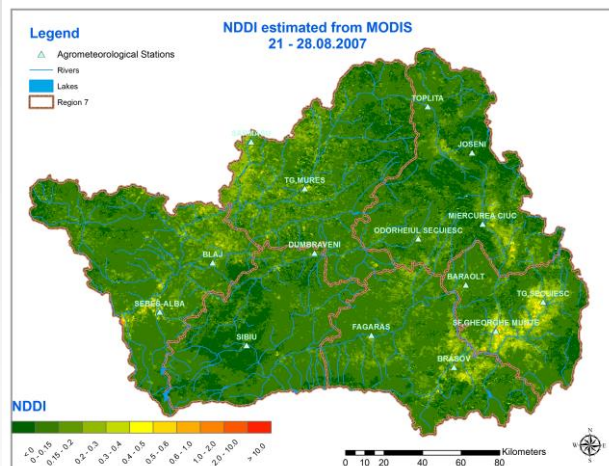 NDDI estimated from MODIS
21 - 28.08.2007
Legend
Agrometeorological Stations
Rivers
Lakes
Region 7
TOPLITA
JOSENI
TG,MURES
MIERCUREA CIUC
ODORHEIUL SEGUIESC
DUMBRAVENI
BLAJ
BARAOLT
TG,SEGUIESC
SEBES-ALBA
SF,GHEORGHE MUNTE
FAGARAS
SIBIU
BRASOV
NDDI
< 0
0 - 0.15
0.15 - 0.2
0.2 - 0.3
0.3 - 0.4
0.4 - 0.5
0.5 - 0.6
0.6 - 1.0
1.0 - 2.0
2.0 - 10.0
> 10.0
Kilometers
0 10 20 40 60 80
N
W E
S